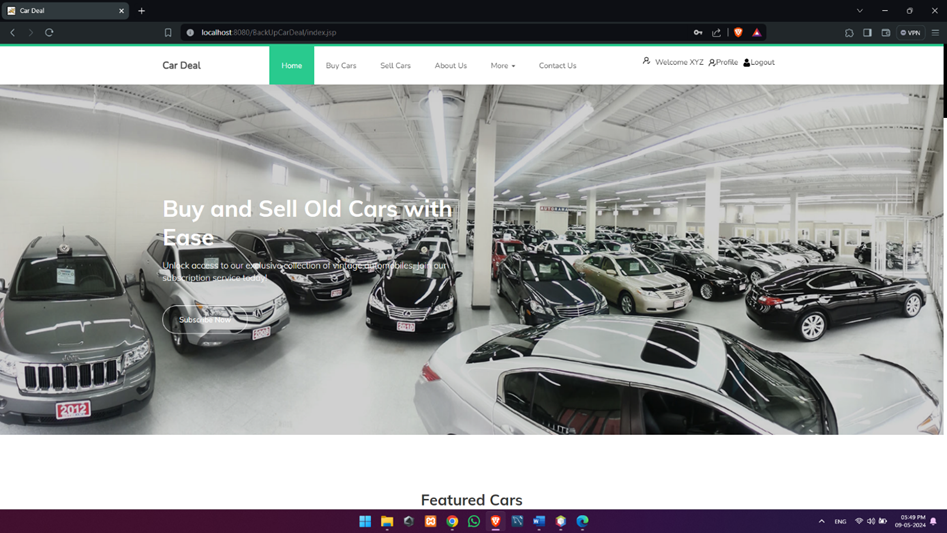 Car Deal
localhost:8080/BackUpCarDeal/index.jsp
VPN
Car Deal
Home
Buy Cars
Sell Cars
About Us
More
Contact Us
Welcome XYZ
Profile
Logout
Buy and Sell Old Cars with
Ease
Unlock access to our exclusive collection of vintage automobiles: join our
subscription service today!
Subscribe Now
2012
Featured Cars
ENG
05:49 PM
09-05-2024